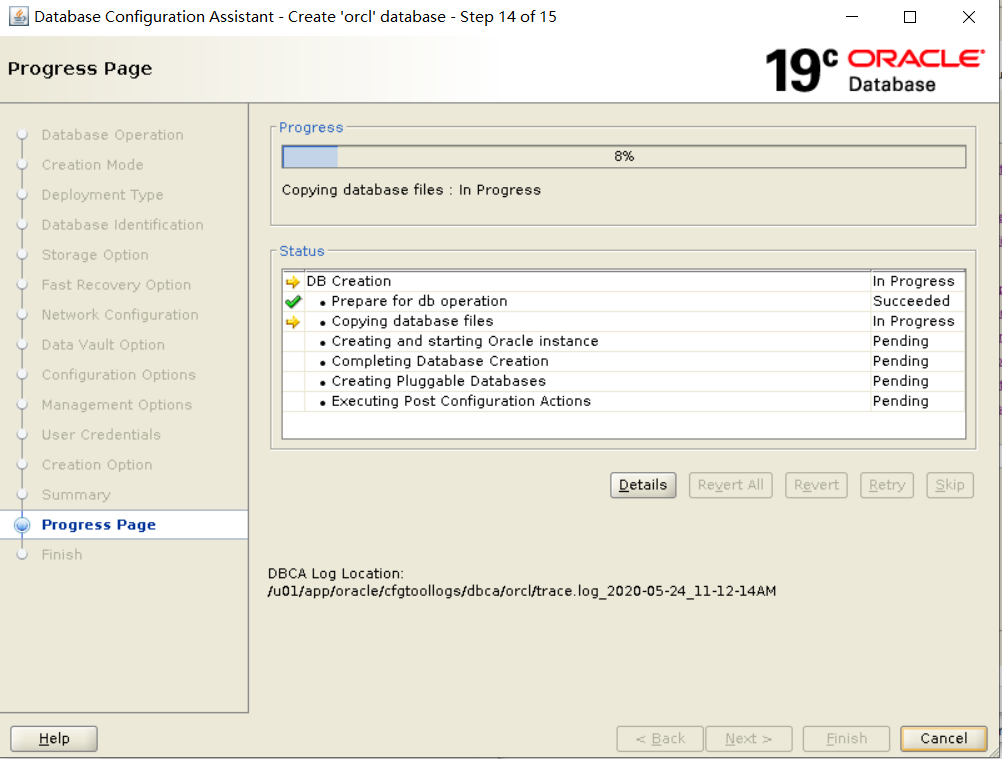 Database Configuration Assistant - Create 'orcl' database - Step 14 of 15
Progress Page
19c ORACLE
Database
Database Operation
Creation Mode
Deployment Type
Database Identification
Storage Option
Fast Recovery Option
Network Configuration
Data Vault Option
Configuration Options
Management Options
User Credentials
Creation Option
Summary
Progress Page
Finish
Progress
8%
Copying database files : In Progress
Status
DB Creation In Progress
• Prepare for db operation Succeeded
• Copying database files In Progress
• Creating and starting Oracle instance Pending
• Completing Database Creation Pending
• Creating Pluggable Databases Pending
• Executing Post Configuration Actions Pending
Details Revert All Revert Retry Skip
DBCA Log Location:
/u01/app/oracle/cfgtoollogs/dbca/orcl/trace.log_2020-05-24_11-12-14AM
Help < Back Next > Finish Cancel